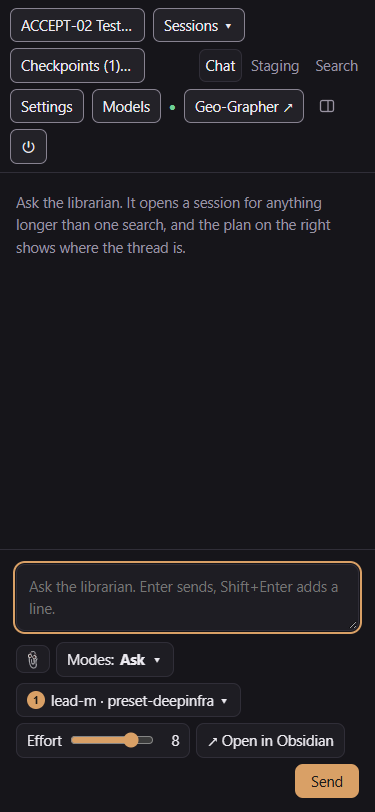 ACCEPT-02 Test... Sessions ▾
Checkpoints (1)... Chat Staging Search
Settings Models ● Geo-Grapher ↗
Ask the librarian. It opens a session for anything
longer than one search, and the plan on the right
shows where the thread is.
Ask the librarian. Enter sends, Shift+Enter adds a
line.
Modes: Ask ▾
1 lead-m · preset-deepinfra ▾
Effort 8 ↗ Open in Obsidian
Send